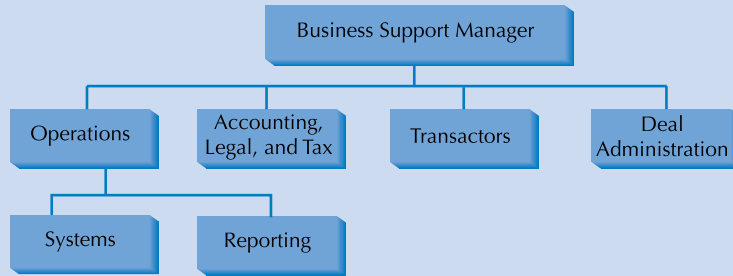 Business Support Manager
Operations
Accounting,
Legal, and Tax
Transactors
Deal
Administration
Systems
Reporting